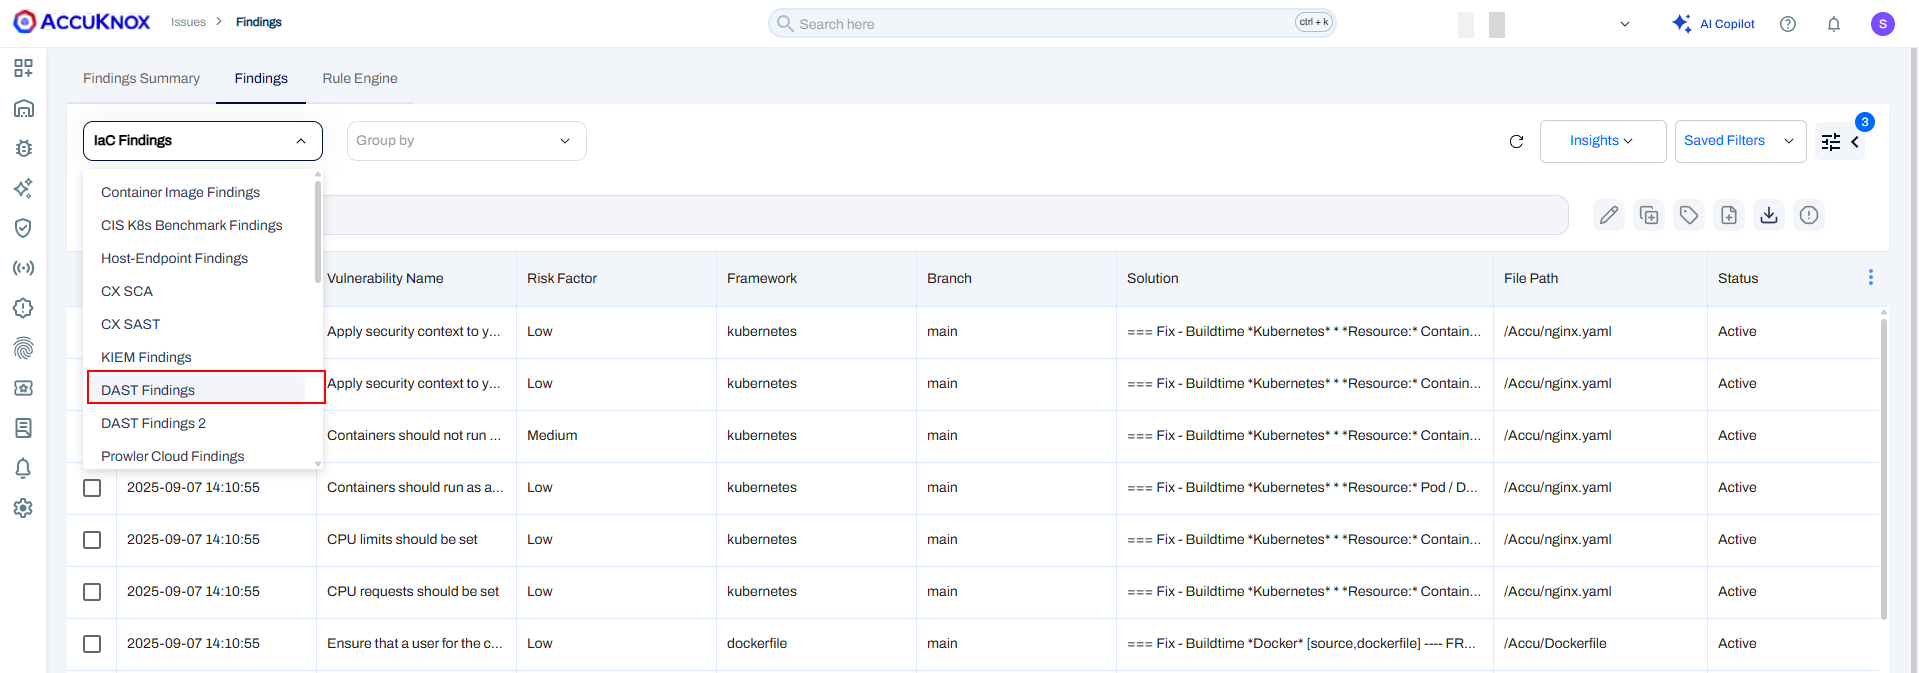 ACCUKNOX Issues > Findings Search here ctrl + k AI Copilot S
Findings Summary Findings Rule Engine
IaC Findings Group by Insights Saved Filters 3
Container Image Findings
CIS K8s Benchmark Findings
Host-Endpoint Findings
CX SCA
CX SAST
KIEM Findings
DAST Findings
DAST Findings 2
Prowler Cloud Findings
Vulnerability Name Risk Factor Framework Branch Solution File Path Status
Apply security context to y... Low kubernetes main === Fix - Buildtime *Kubernetes* * *Resource:* Contain... /Accu/nginx.yaml Active
Apply security context to y... Low kubernetes main === Fix - Buildtime *Kubernetes* * *Resource:* Contain... /Accu/nginx.yaml Active
Containers should not run ... Medium kubernetes main === Fix - Buildtime *Kubernetes* * *Resource:* Contain... /Accu/nginx.yaml Active
2025-09-07 14:10:55 Containers should run as a... Low kubernetes main === Fix - Buildtime *Kubernetes* * *Resource:* Pod / D... /Accu/nginx.yaml Active
2025-09-07 14:10:55 CPU limits should be set Low kubernetes main === Fix - Buildtime *Kubernetes* * *Resource:* Contain... /Accu/nginx.yaml Active
2025-09-07 14:10:55 CPU requests should be set Low kubernetes main === Fix - Buildtime *Kubernetes* * *Resource:* Contain... /Accu/nginx.yaml Active
2025-09-07 14:10:55 Ensure that a user for the c... Low dockerfile main === Fix - Buildtime *Docker* [source,dockerfile] ---- FR... /Accu/Dockerfile Active